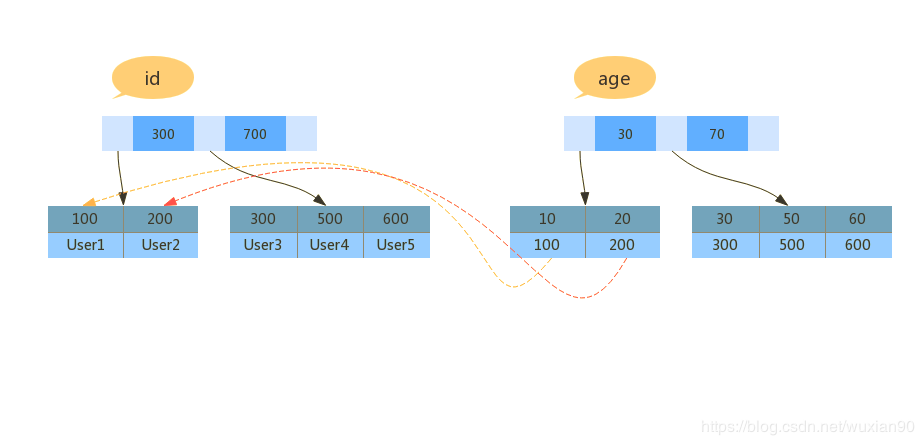 id
age
300 700
30 70
100 200
User1 User2
300 500 600
User3 User4 User5
10 20
100 200
30 50 60
300 500 600
https://blog.csdn.net/wuxian90